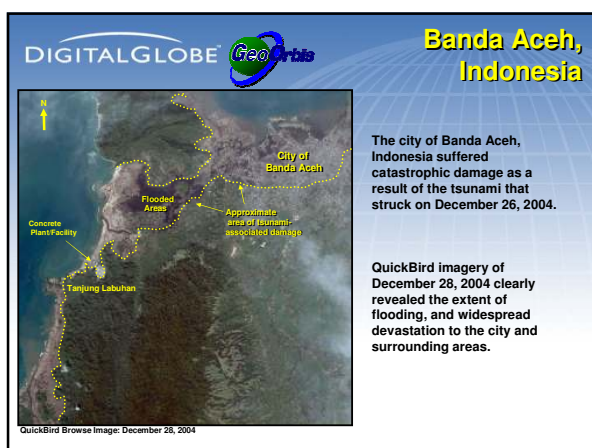 DIGITALGLOBE
GeoOrbis
Banda Aceh,
Indonesia
N
City of
Banda Aceh
Flooded
Areas
Approximate
area of tsunami-
associated damage
Concrete
Plant/Facility
Tanjung Labuhan
The city of Banda Aceh,
Indonesia suffered
catastrophic damage as a
result of the tsunami that
struck on December 26, 2004.
QuickBird imagery of
December 28, 2004 clearly
revealed the extent of
flooding, and widespread
devastation to the city and
surrounding areas.
QuickBird Browse Image: December 28, 2004